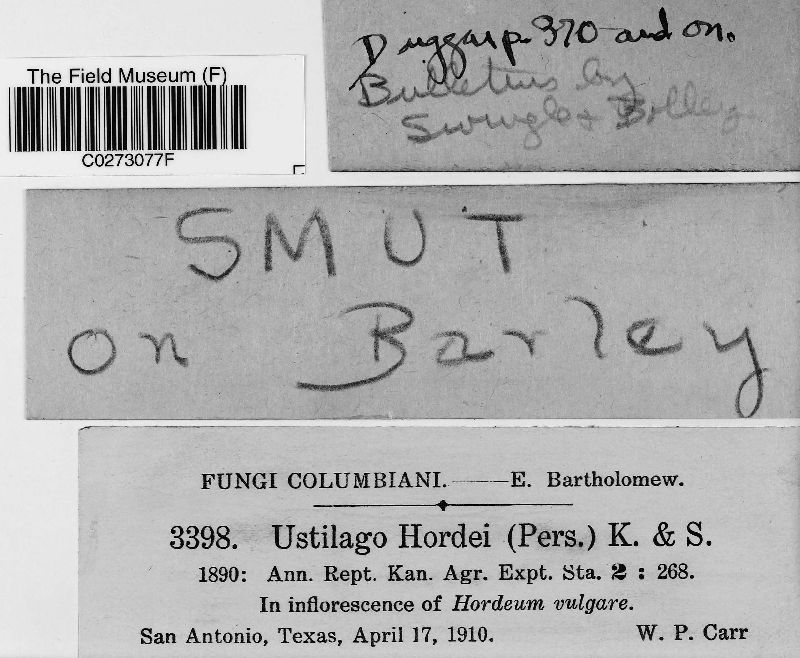 Duggar p. 370 and on.
Bulletins by
Swingle & Bolley
The Field Museum (F)
C0273077F
SMUT
on Barley
FUNGI COLUMBIANI.——E. Bartholomew.
3398. Ustilago Hordei (Pers.) K. & S.
1890: Ann. Rept. Kan. Agr. Expt. Sta. 2 : 268.
In inflorescence of Hordeum vulgare.
San Antonio, Texas, April 17, 1910. W. P. Carr